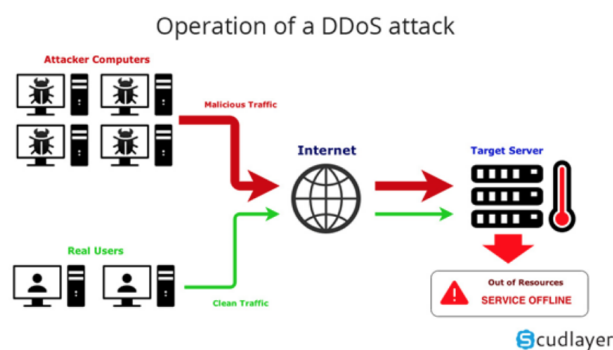 Operation of a DDoS attack
Attacker Computers
Malicious Traffic
Internet
Target Server
Real Users
Clean Traffic
Out of Resources
SERVICE OFFLINE
Scudlayer